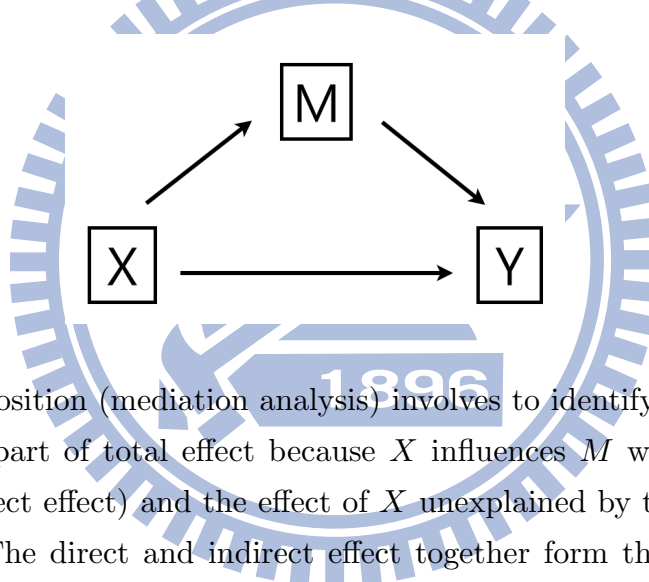 M
X Y
1896
osition (mediation analysis) involves to identify
part of total effect because X influences M w
ect effect) and the effect of X unexplained by t
The direct and indirect effect together form th